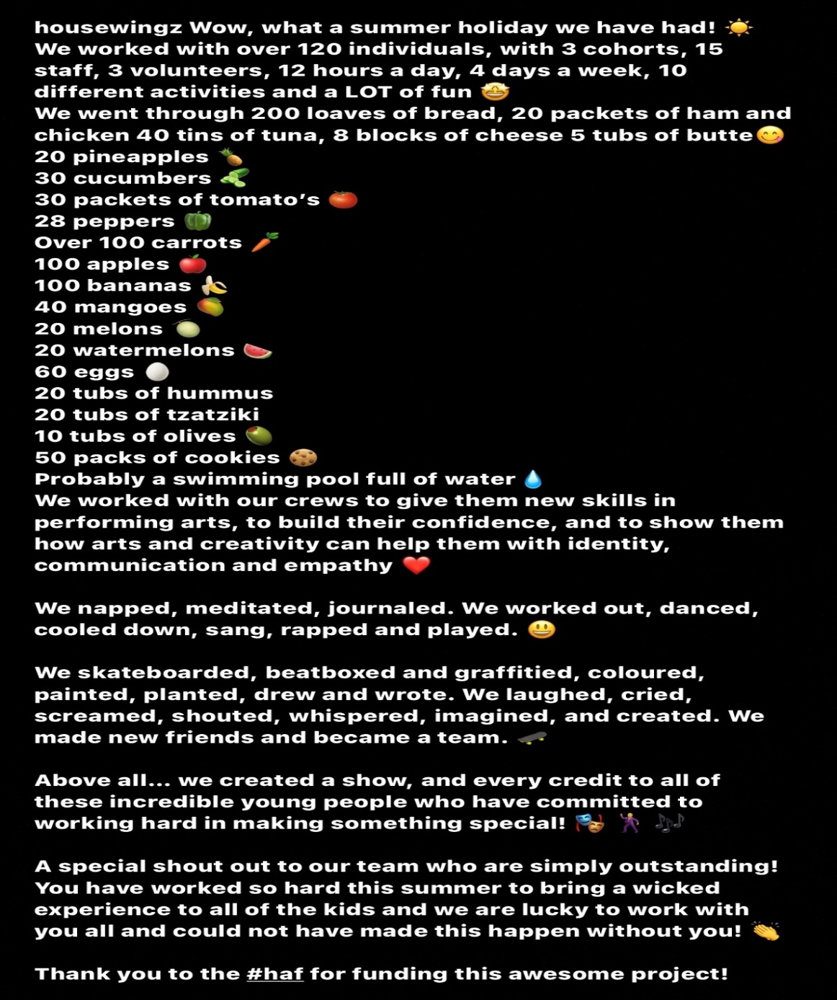 housewingz Wow, what a summer holiday we have had! ☀️
We worked with over 120 individuals, with 3 cohorts, 15
staff, 3 volunteers, 12 hours a day, 4 days a week, 10
different activities and a LOT of fun 🤩
We went through 200 loaves of bread, 20 packets of ham and
chicken 40 tins of tuna, 8 blocks of cheese 5 tubs of butte😋
20 pineapples 🍍
30 cucumbers 🥒
30 packets of tomato’s 🍅
28 peppers 🫑
Over 100 carrots 🥕
100 apples 🍎
100 bananas 🍌
40 mangoes 🥭
20 melons 🍈
20 watermelons 🍉
60 eggs 🥚
20 tubs of hummus
20 tubs of tzatziki
10 tubs of olives 🫒
50 packs of cookies 🍪
Probably a swimming pool full of water 💧
We worked with our crews to give them new skills in
performing arts, to build their confidence, and to show them
how arts and creativity can help them with identity,
communication and empathy ❤️
We napped, meditated, journaled. We worked out, danced,
cooled down, sang, rapped and played. 😃
We skateboarded, beatboxed and graffitied, coloured,
painted, planted, drew and wrote. We laughed, cried,
screamed, shouted, whispered, imagined, and created. We
made new friends and became a team. 🛹
Above all... we created a show, and every credit to all of
these incredible young people who have committed to
working hard in making something special! 🎭 🕺 🎶
A special shout out to our team who are simply outstanding!
You have worked so hard this summer to bring a wicked
experience to all of the kids and we are lucky to work with
you all and could not have made this happen without you! 👏
Thank you to the #haf for funding this awesome project!